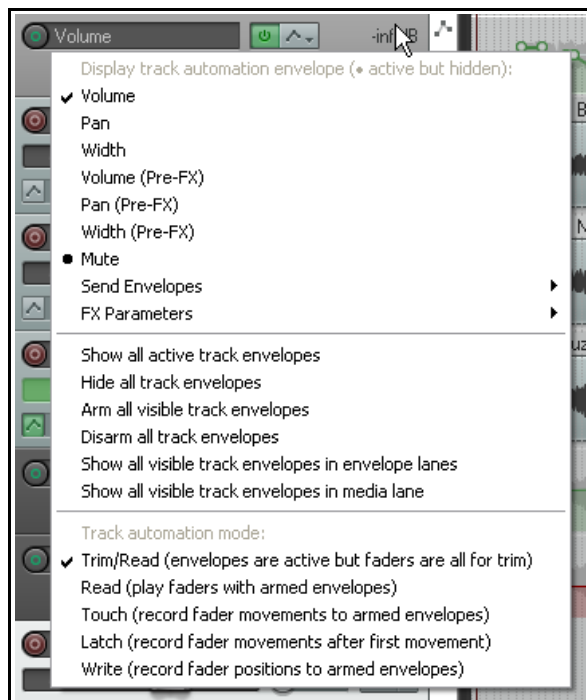 Volume
-inf dB
Display track automation envelope (• active but hidden):
Volume
Pan
Width
Volume (Pre-FX)
Pan (Pre-FX)
Width (Pre-FX)
Mute
Send Envelopes
FX Parameters
Show all active track envelopes
Hide all track envelopes
Arm all visible track envelopes
Disarm all track envelopes
Show all visible track envelopes in envelope lanes
Show all visible track envelopes in media lane
Track automation mode:
Trim/Read (envelopes are active but faders are all for trim)
Read (play faders with armed envelopes)
Touch (record fader movements to armed envelopes)
Latch (record fader movements after first movement)
Write (record fader positions to armed envelopes)